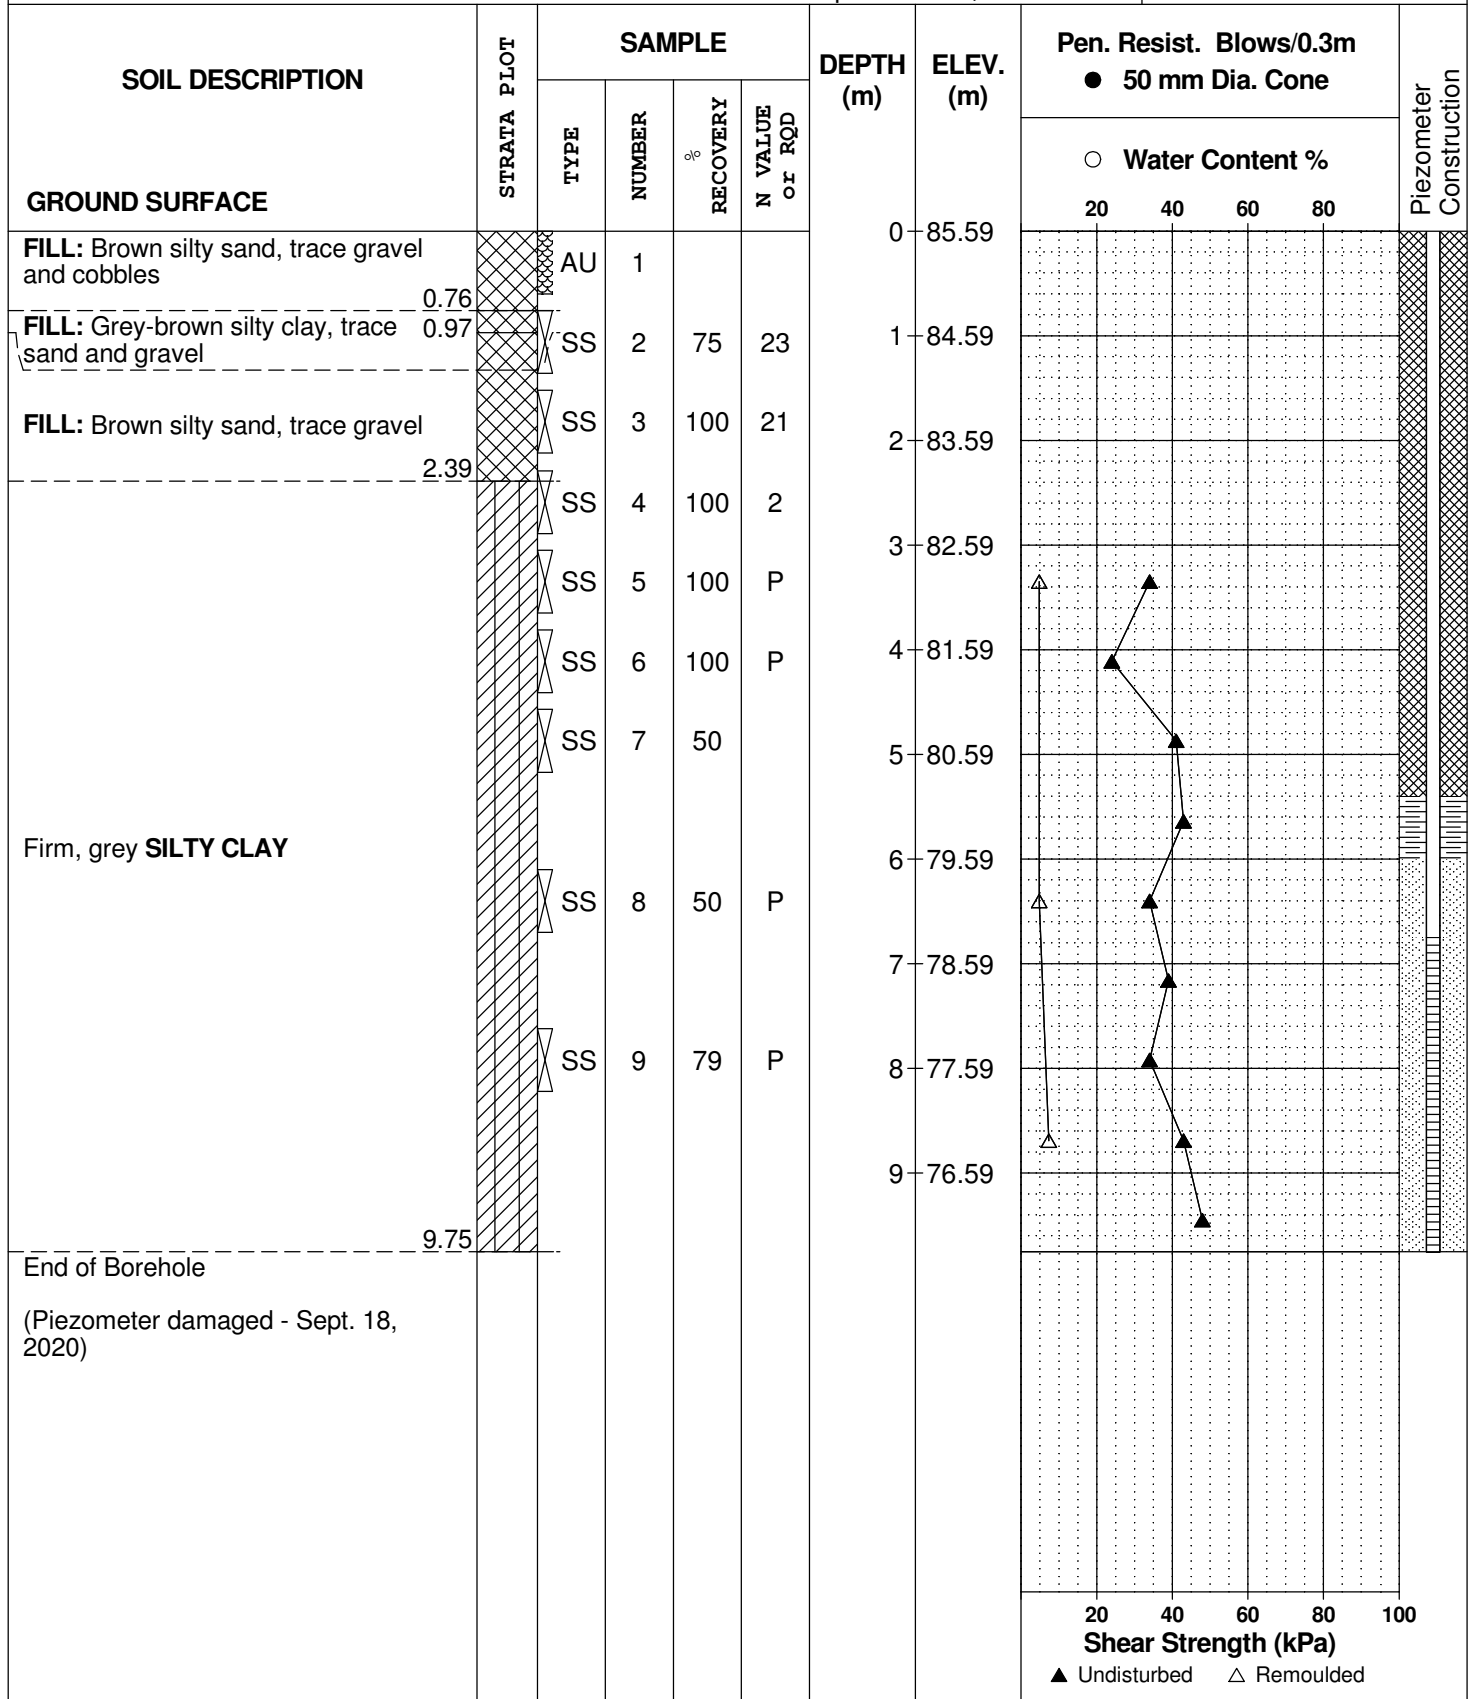 SOIL DESCRIPTION
GROUND SURFACE
STRATA PLOT
SAMPLE
TYPE
NUMBER
%
RECOVERY
N VALUE
or RQD
DEPTH
(m)
ELEV.
(m)
Pen. Resist. Blows/0.3m
● 50 mm Dia. Cone
○ Water Content %
20 40 60 80
Piezometer
Construction
0 85.59
FILL: Brown silty sand, trace gravel
and cobbles
0.76
AU 1
FILL: Grey-brown silty clay, trace
sand and gravel
0.97
SS 2 75 23
1 84.59
FILL: Brown silty sand, trace gravel
2.39
SS 3 100 21
2 83.59
SS 4 100 2
3 82.59
SS 5 100 P
4 81.59
SS 6 100 P
SS 7 50
5 80.59
Firm, grey SILTY CLAY
6 79.59
SS 8 50 P
7 78.59
SS 9 79 P
8 77.59
9 76.59
9.75
End of Borehole
(Piezometer damaged - Sept. 18,
2020)
20 40 60 80 100
Shear Strength (kPa)
▲ Undisturbed △ Remoulded